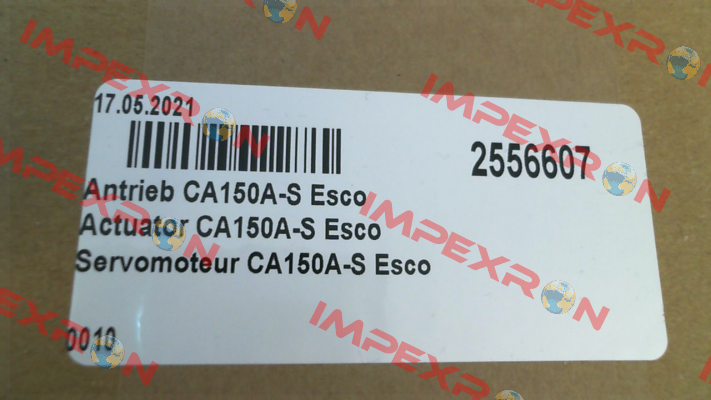 17.05.2021
2556607
Antrieb CA150A-S Esco
Actuator CA150A-S Esco
Servomoteur CA150A-S Esco
0010
IMPEXRON
IMPEXRON
IMPEXRON
IMPEXRON
IMPEXRON
IMPEXRON